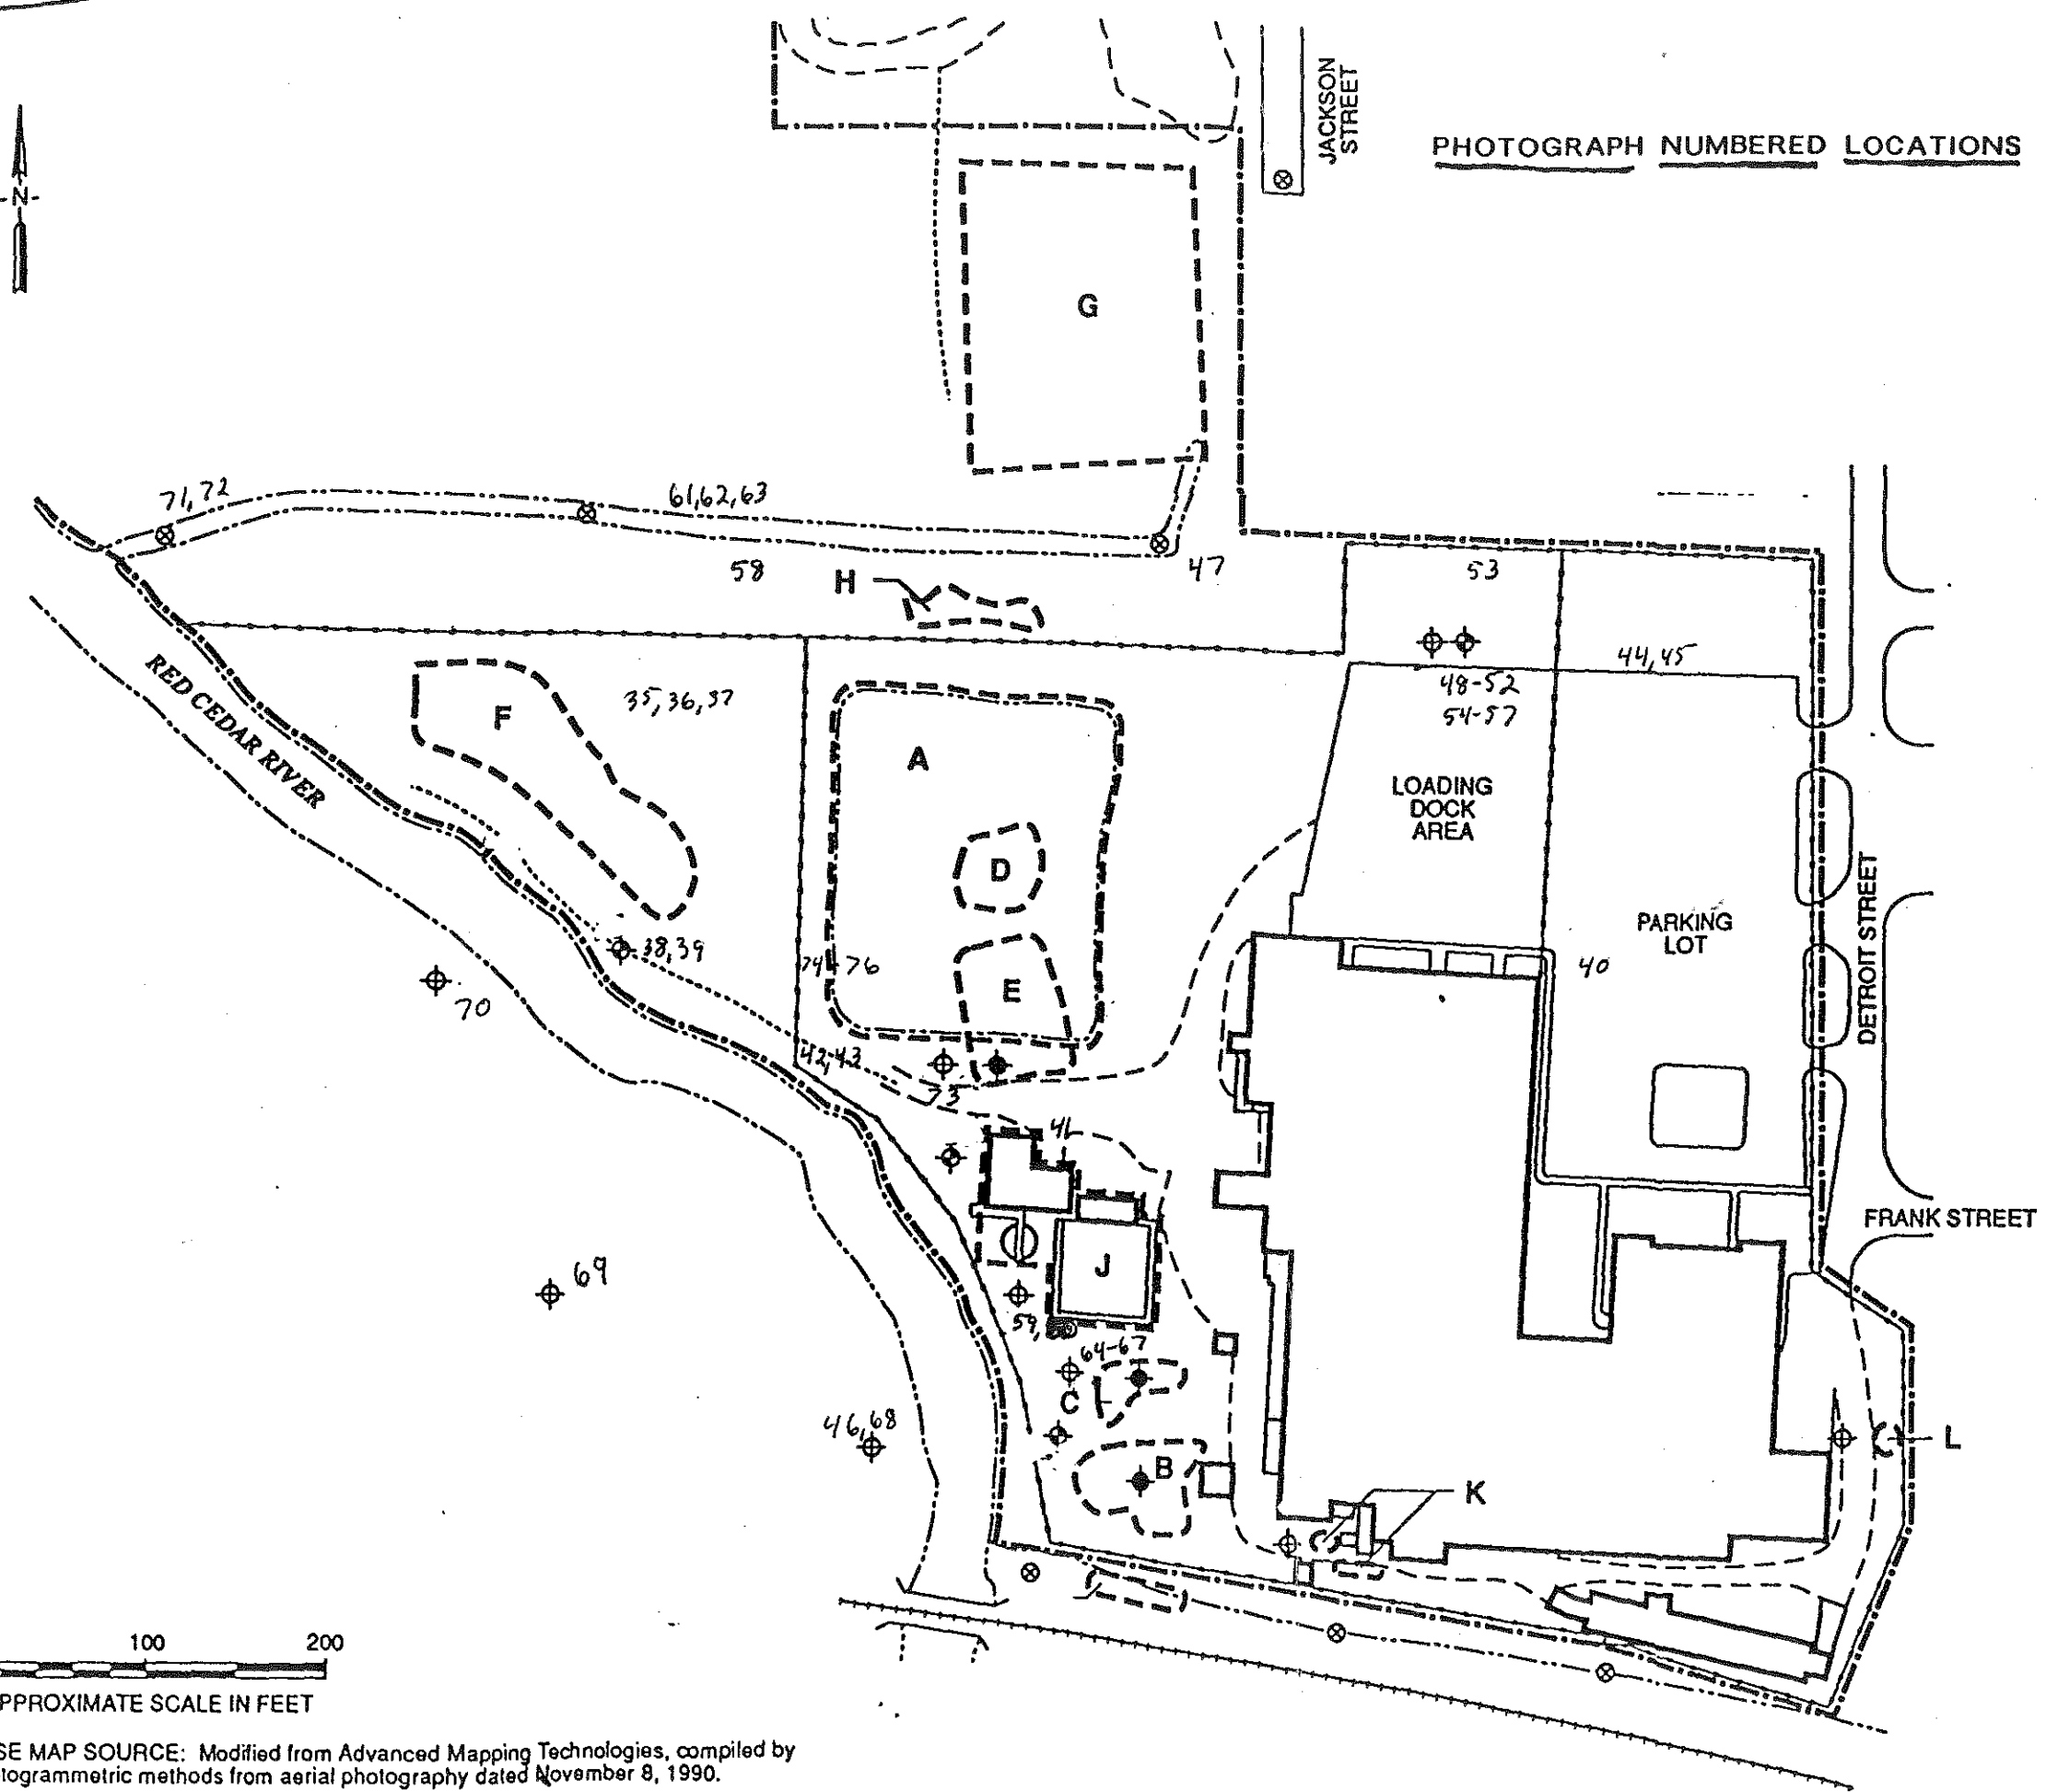 JACKSON
STREET
PHOTOGRAPH NUMBERED LOCATIONS
N
G
71,72
61,62,63
58
H
47
53
44,45
48-52
54-57
RED CEDAR RIVER
F
35,36,37
A
LOADING
DOCK
AREA
D
PARKING
LOT
DETROIT STREET
38,39
74-76
E
40
70
42,43
73
41
FRANK STREET
69
J
59,
64-67
C
46,68
B
L
K
100 200
PPROXIMATE SCALE IN FEET
SE MAP SOURCE: Modified from Advanced Mapping Technologies, compiled by
togrammetric methods from aerial photography dated November 8, 1990.